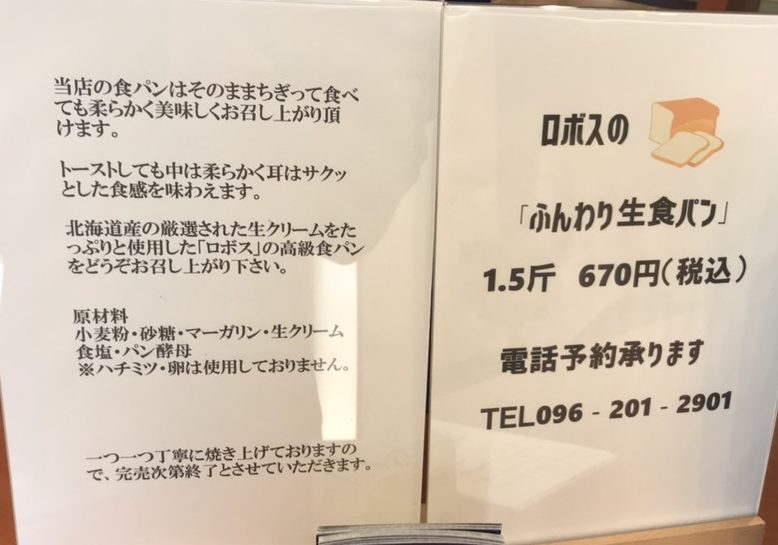 当店の食パンはそのままちぎって食べ
ても柔らかく美味しくお召し上がり頂
けます。
トーストしても中は柔らかく耳はサクッ
とした食感を味わえます。
北海道産の厳選された生クリームをた
っぷりと使用した「ロボス」の高級食パン
をどうぞお召し上がり下さい。
原材料
小麦粉・砂糖・マーガリン・生クリーム
食塩・パン酵母
※ハチミツ・卵は使用しておりません。
一つ一つ丁寧に焼き上げておりますの
で、完売次第終了とさせていただきます。
ロボスの
「ふんわり生食パン」
1.5斤 670円(税込)
電話予約承ります
TEL096 - 201 - 2901